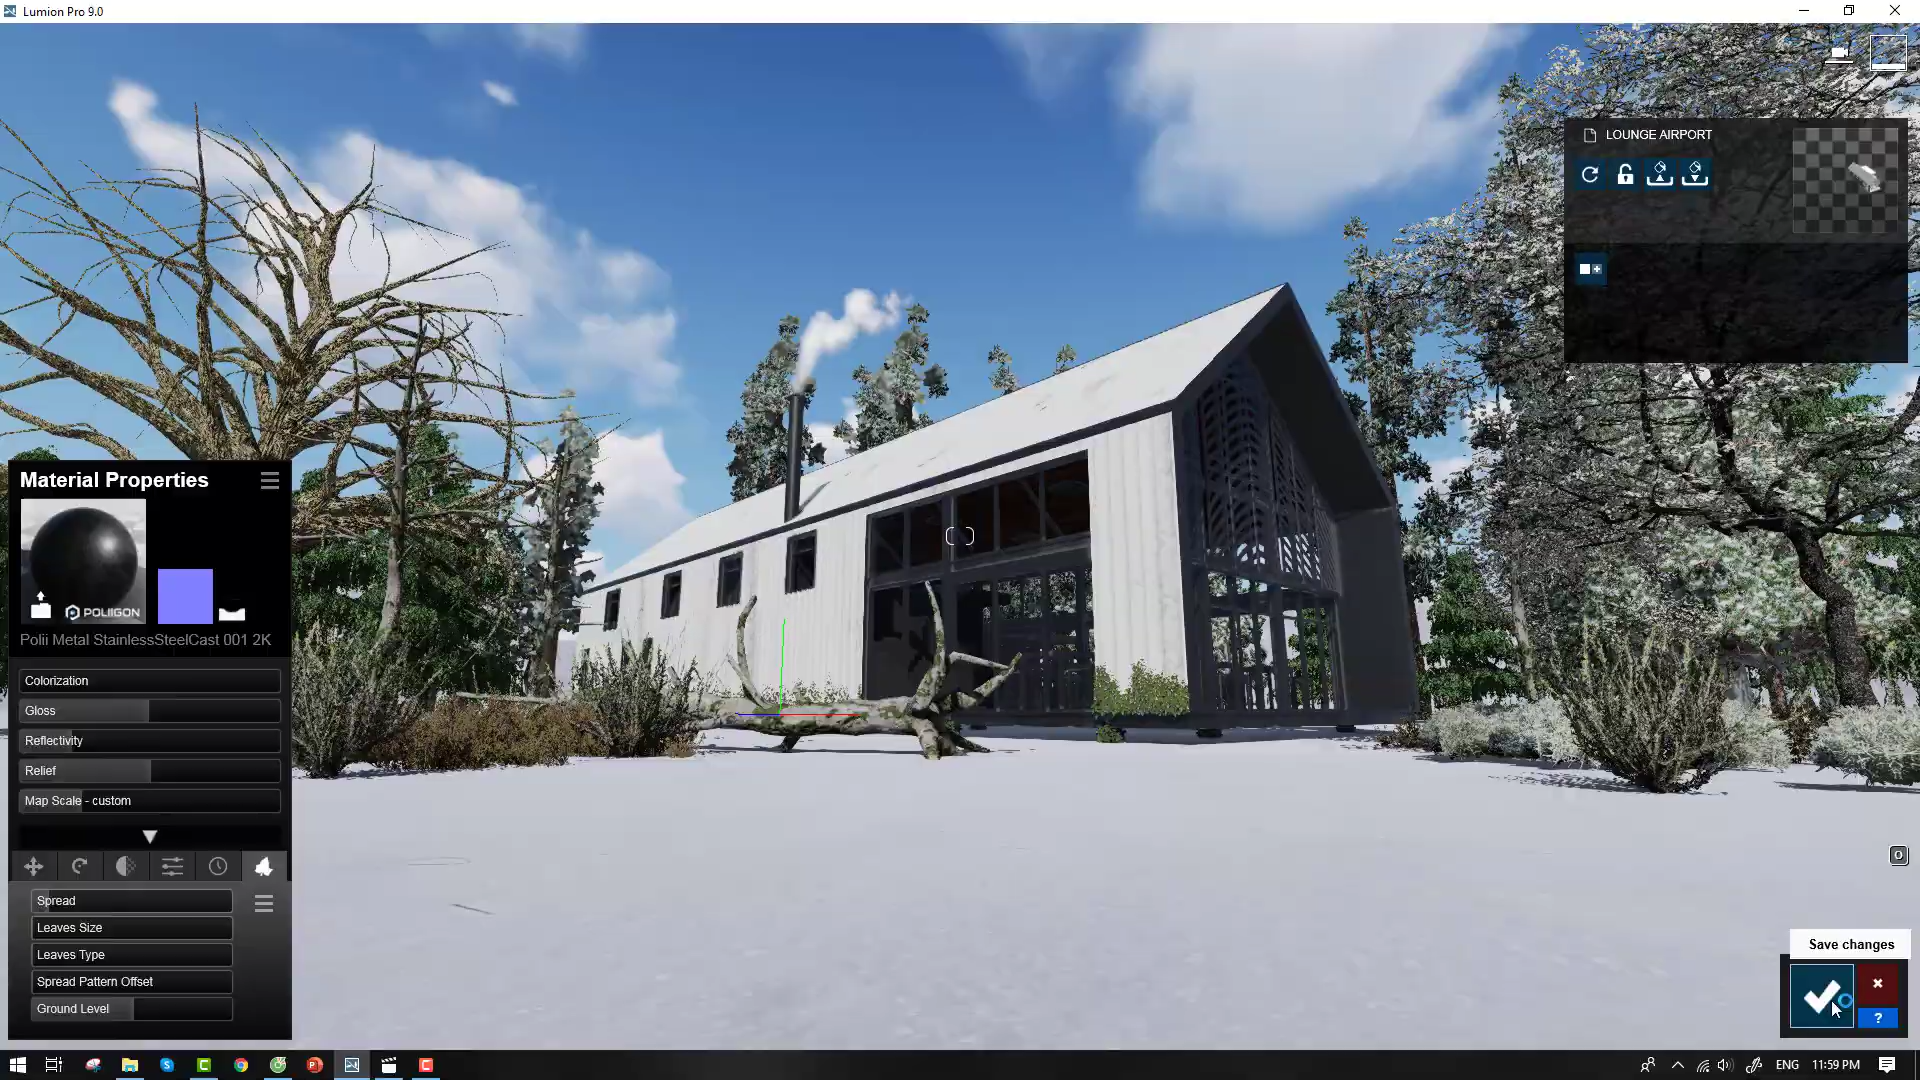 Lumion Pro 9.0
LOUNGE AIRPORT
Material Properties
POLIIGON
Polii Metal StainlessSteelCast 001 2K
Colorization
Gloss
Reflectivity
Relief
Map Scale - custom
Spread
Leaves Size
Leaves Type
Spread Pattern Offset
Ground Level
O
Save changes
?
ENG
11:59 PM